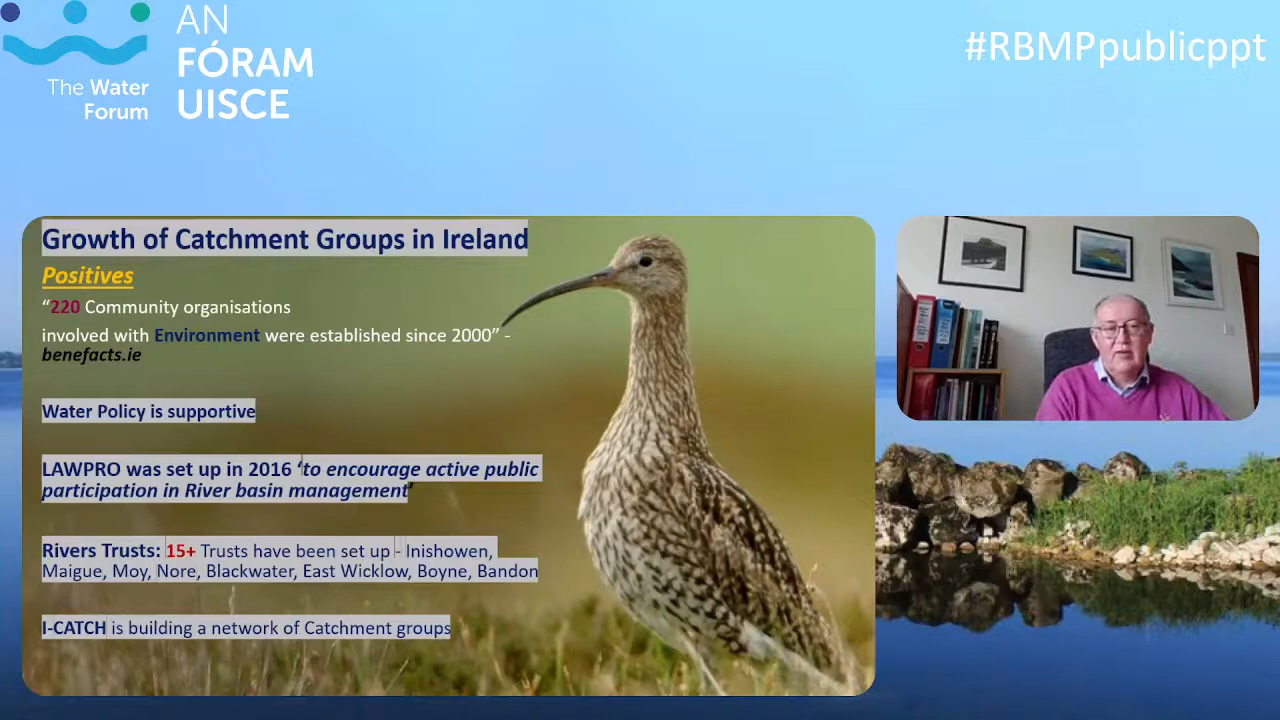 AN
FÓRAM
UISCE
The Water
Forum
#RBMPpublicppt
Growth of Catchment Groups in Ireland
Positives
“220 Community organisations
involved with Environment were established since 2000” -
benefacts.ie
Water Policy is supportive
LAWPRO was set up in 2016 ‘to encourage active public
participation in River basin management’
Rivers Trusts: 15+ Trusts have been set up - Inishowen,
Maigue, Moy, Nore, Blackwater, East Wicklow, Boyne, Bandon
I-CATCH is building a network of Catchment groups